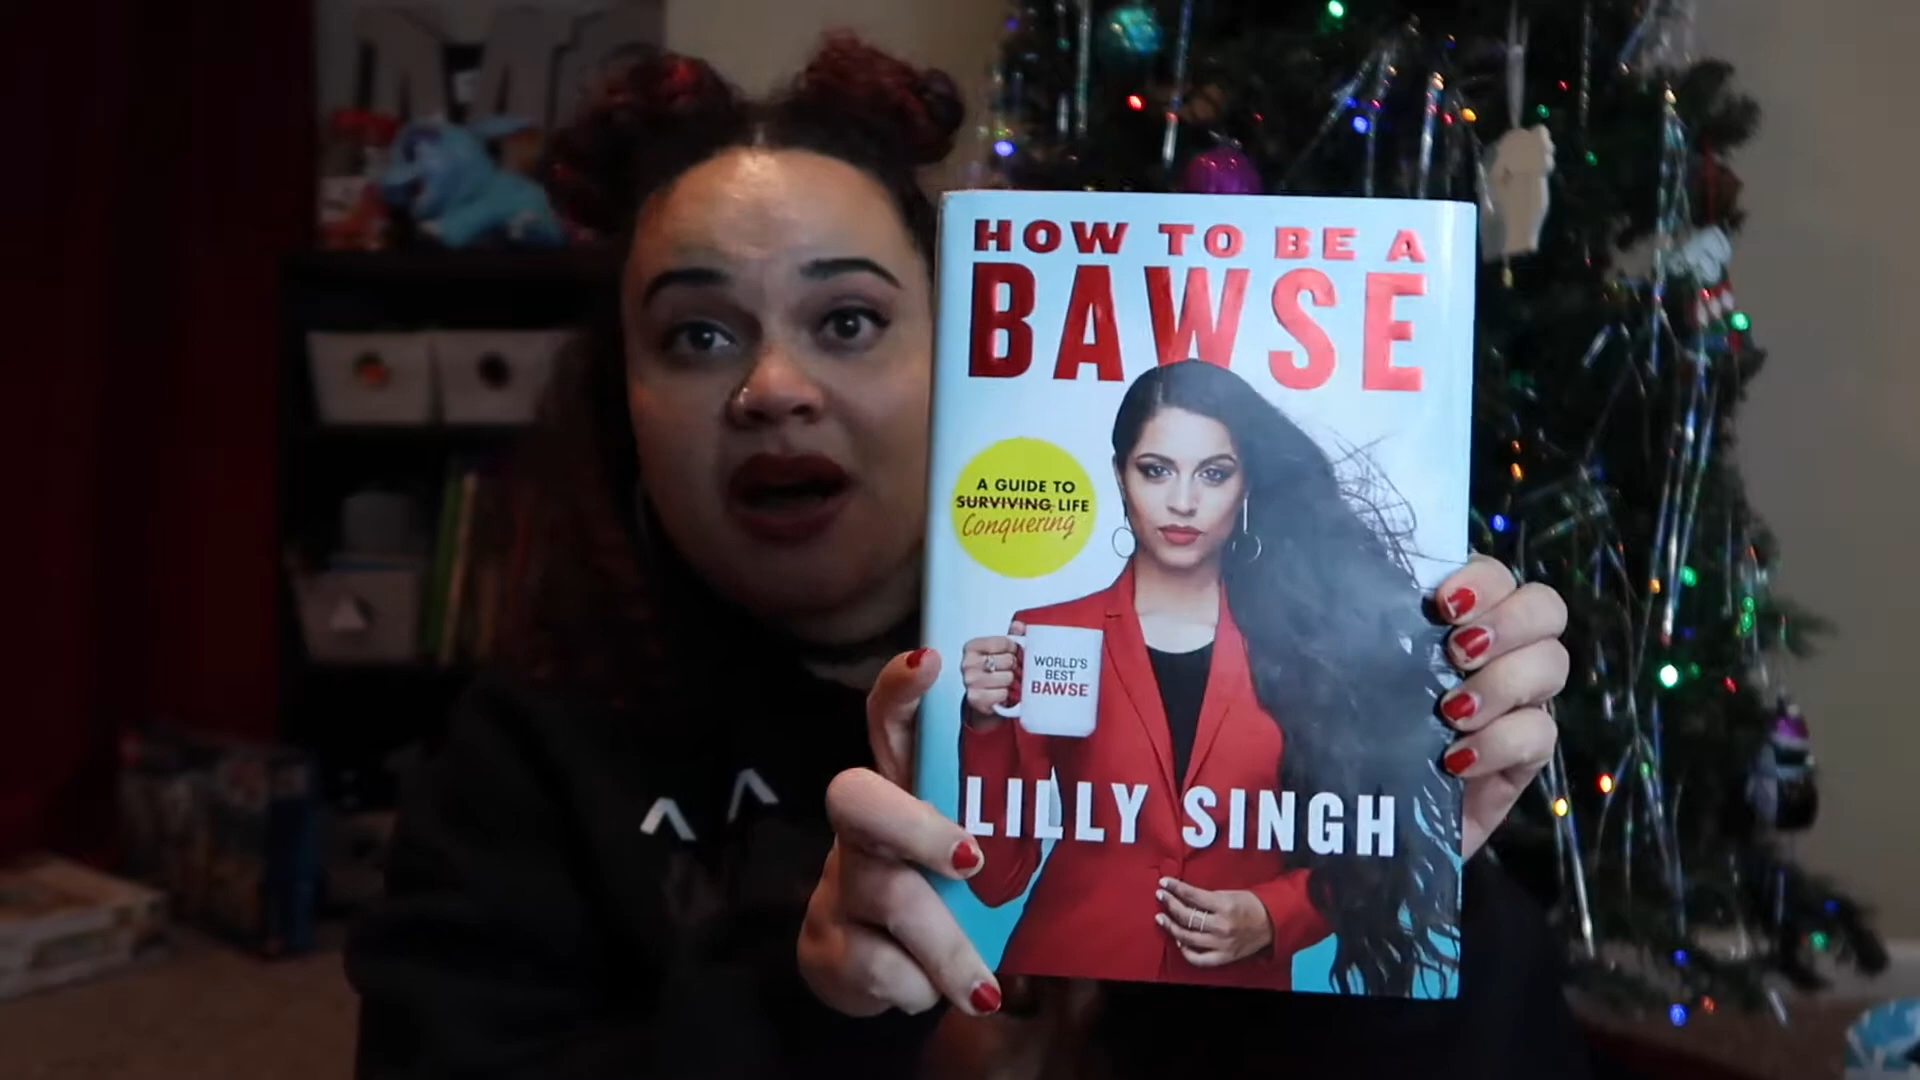 HOW TO BE A
BAWSE
A GUIDE TO
SURVIVING LIFE
Conquering
WORLD'S
BEST
BAWSE
LILLY SINGH